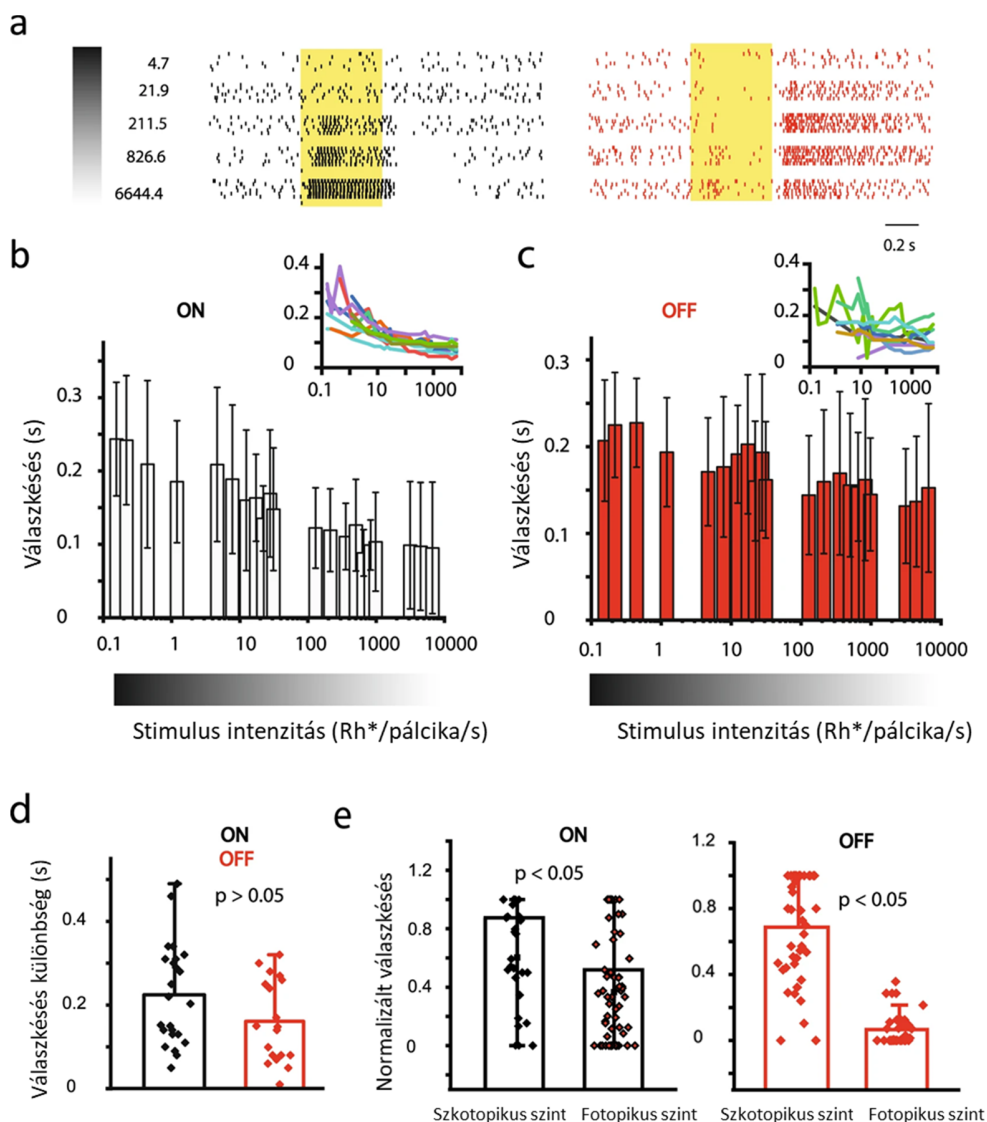 a
4.7
21.9
211.5
826.6
6644.4
0.2 s
b
ON
0.4
0.2
0
0.1 10 1000
Válaszkésés (s)
0.3
0.2
0.1
0
0.1 1 10 100 1000 10000
Stimulus intenzitás (Rh*/pálcika/s)
c
OFF
0.4
0.2
0
0.1 10 1000
Válaszkésés (s)
0.3
0.2
0.1
0
0.1 1 10 100 1000 10000
Stimulus intenzitás (Rh*/pálcika/s)
d
ON
OFF
p > 0.05
Válaszkésés különbség (s)
0.4
0.2
0
e
ON
p < 0.05
Normalizált válaszkésés
1.2
0.8
0.4
0
Szkotopikus szint Fotopikus szint
OFF
p < 0.05
1.2
0.8
0.4
0
Szkotopikus szint Fotopikus szint